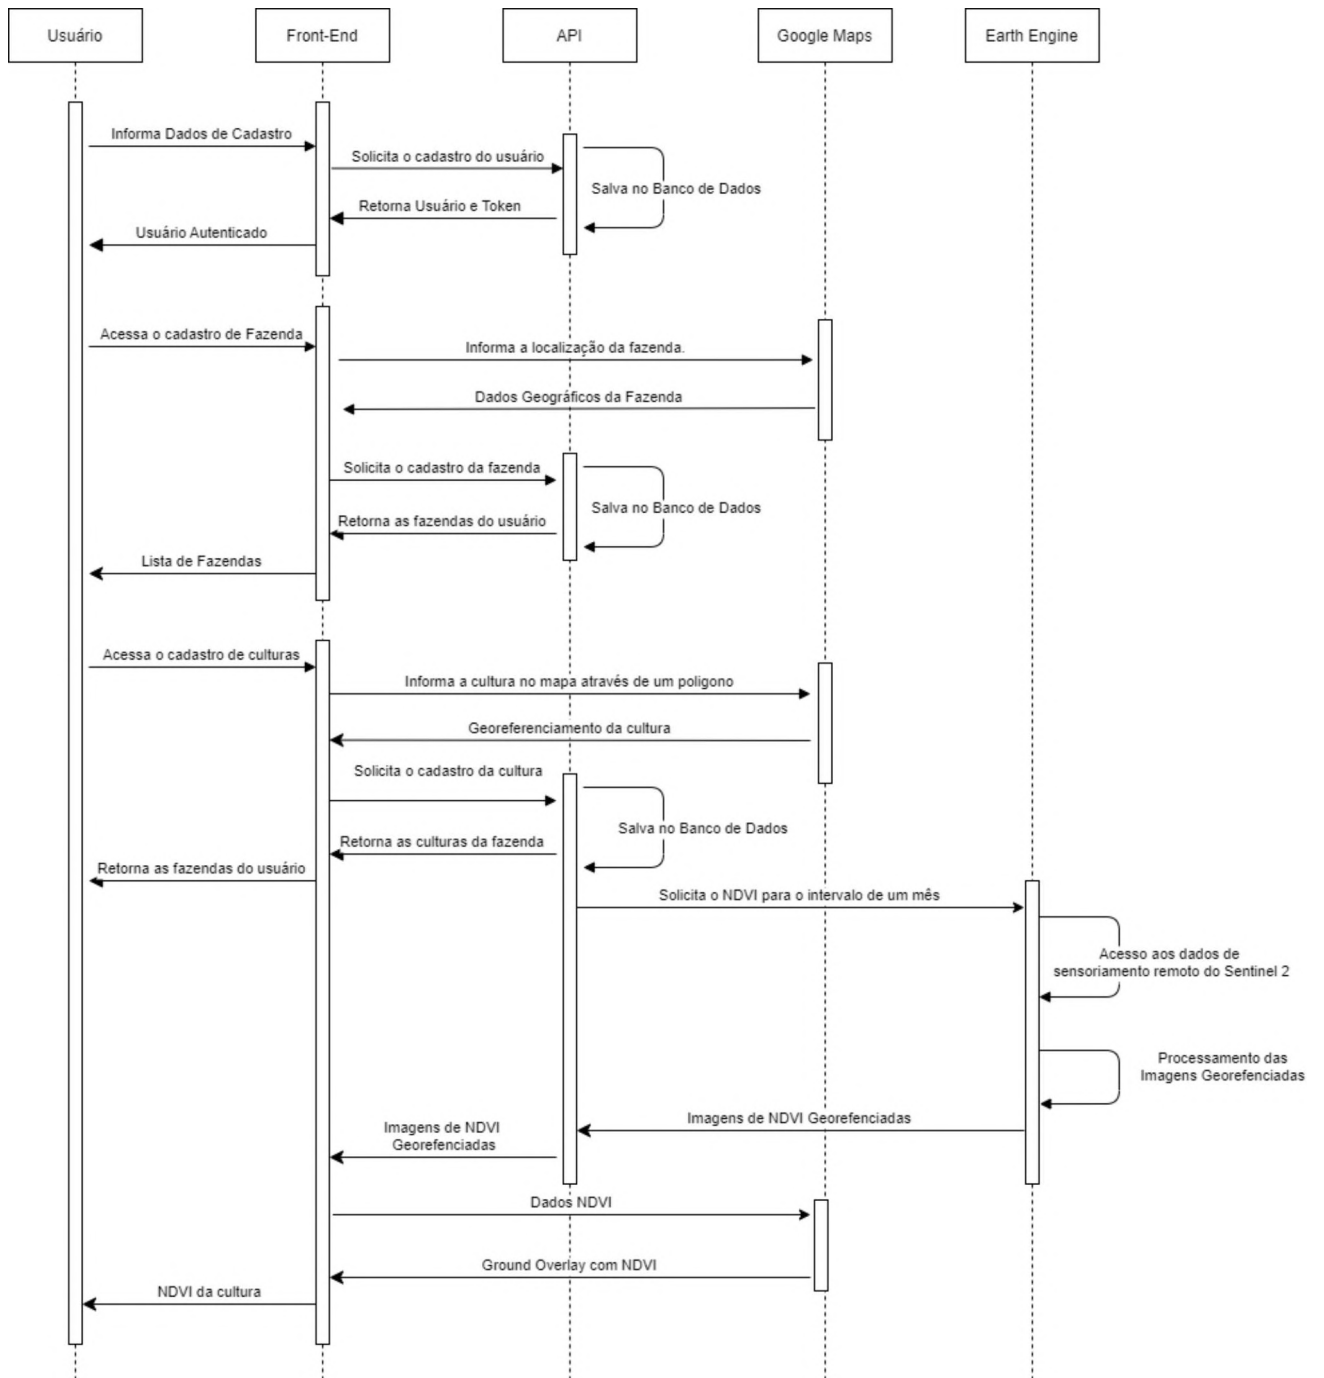 Usuário
Front-End
API
Google Maps
Earth Engine
Informa Dados de Cadastro
Solicita o cadastro do usuário
Salva no Banco de Dados
Retorna Usuário e Token
Usuário Autenticado
Acessa o cadastro de Fazenda
Informa a localização da fazenda.
Dados Geográficos da Fazenda
Solicita o cadastro da fazenda
Salva no Banco de Dados
Retorna as fazendas do usuário
Lista de Fazendas
Acessa o cadastro de culturas
Informa a cultura no mapa através de um poligono
Georeferenciamento da cultura
Solicita o cadastro da cultura
Salva no Banco de Dados
Retorna as culturas da fazenda
Retorna as fazendas do usuário
Solicita o NDVI para o intervalo de um mês
Acesso aos dados de
sensoriamento remoto do Sentinel 2
Processamento das
Imagens Georefenciadas
Imagens de NDVI Georefenciadas
Imagens de NDVI
Georefenciadas
Dados NDVI
Ground Overlay com NDVI
NDVI da cultura